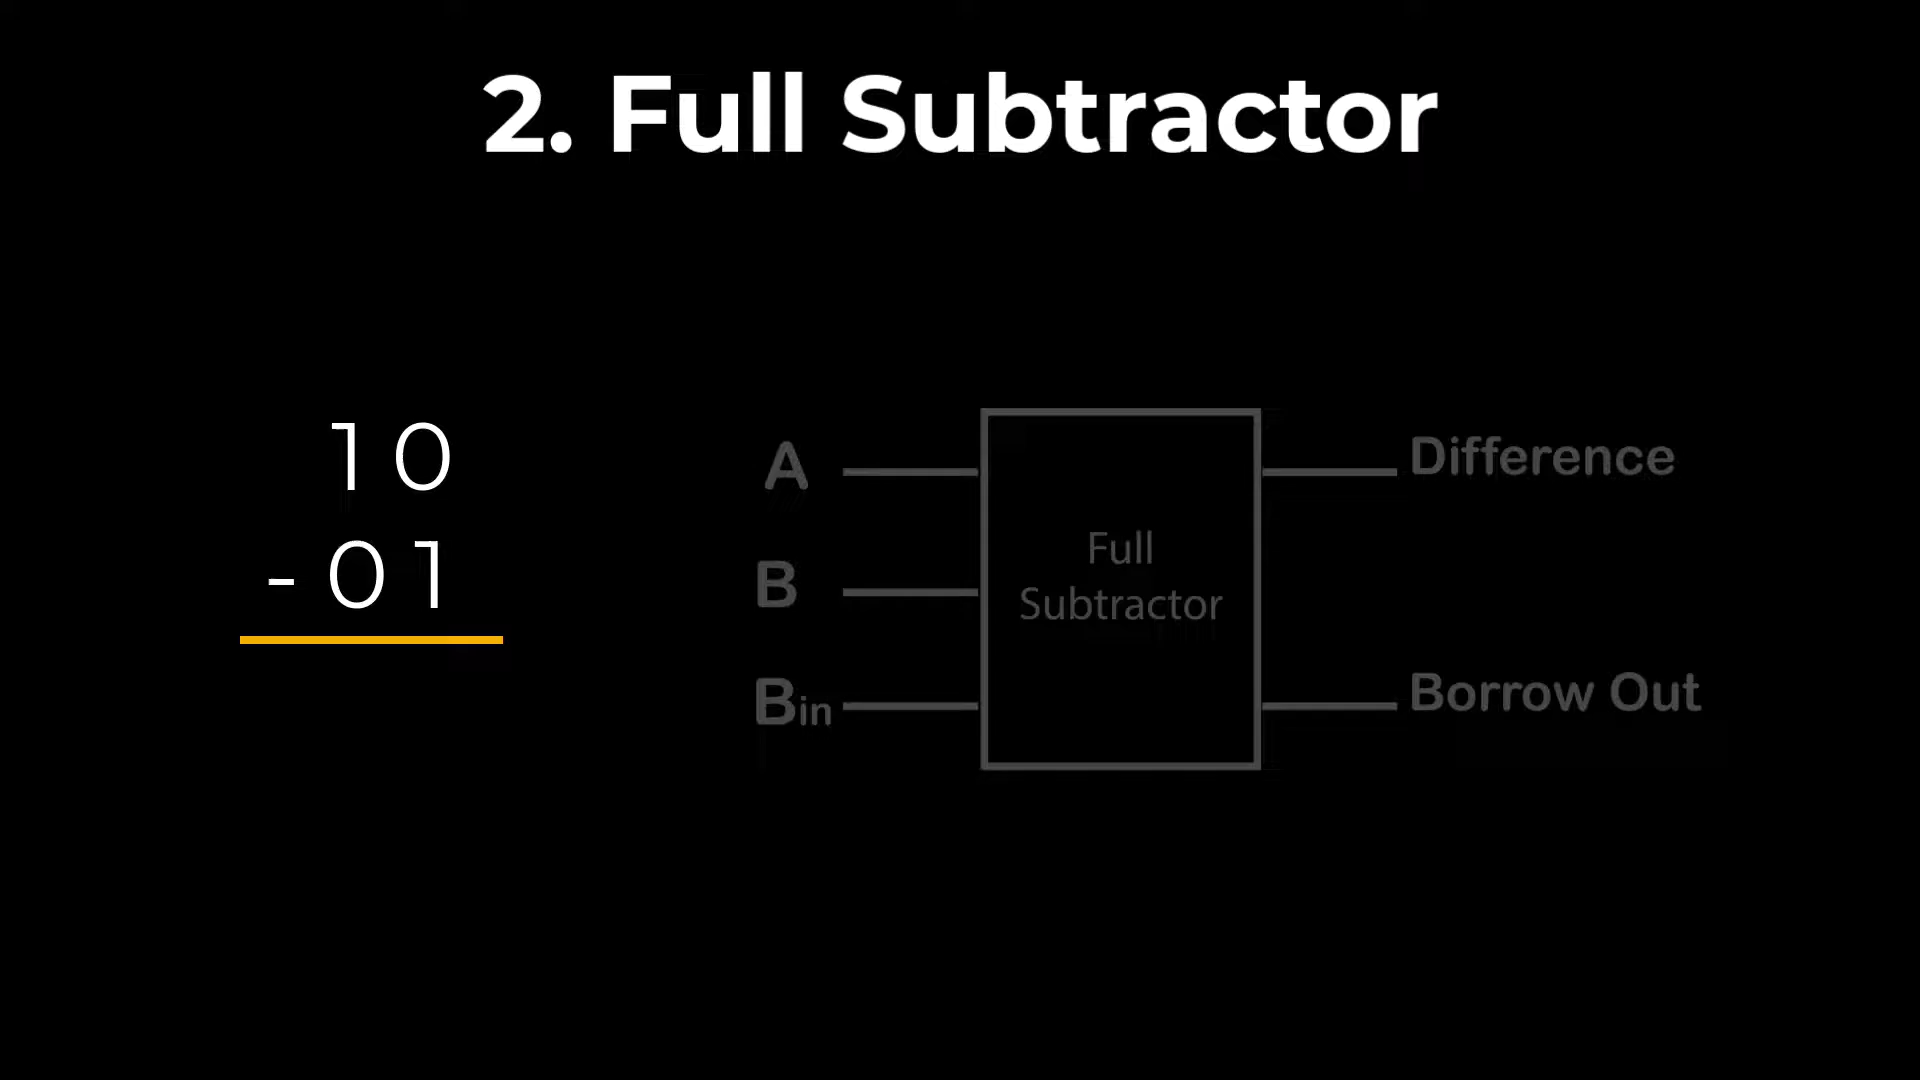 2. Full Subtractor
1 0
- 0 1
A
B
Bin
Full
Subtractor
Difference
Borrow Out